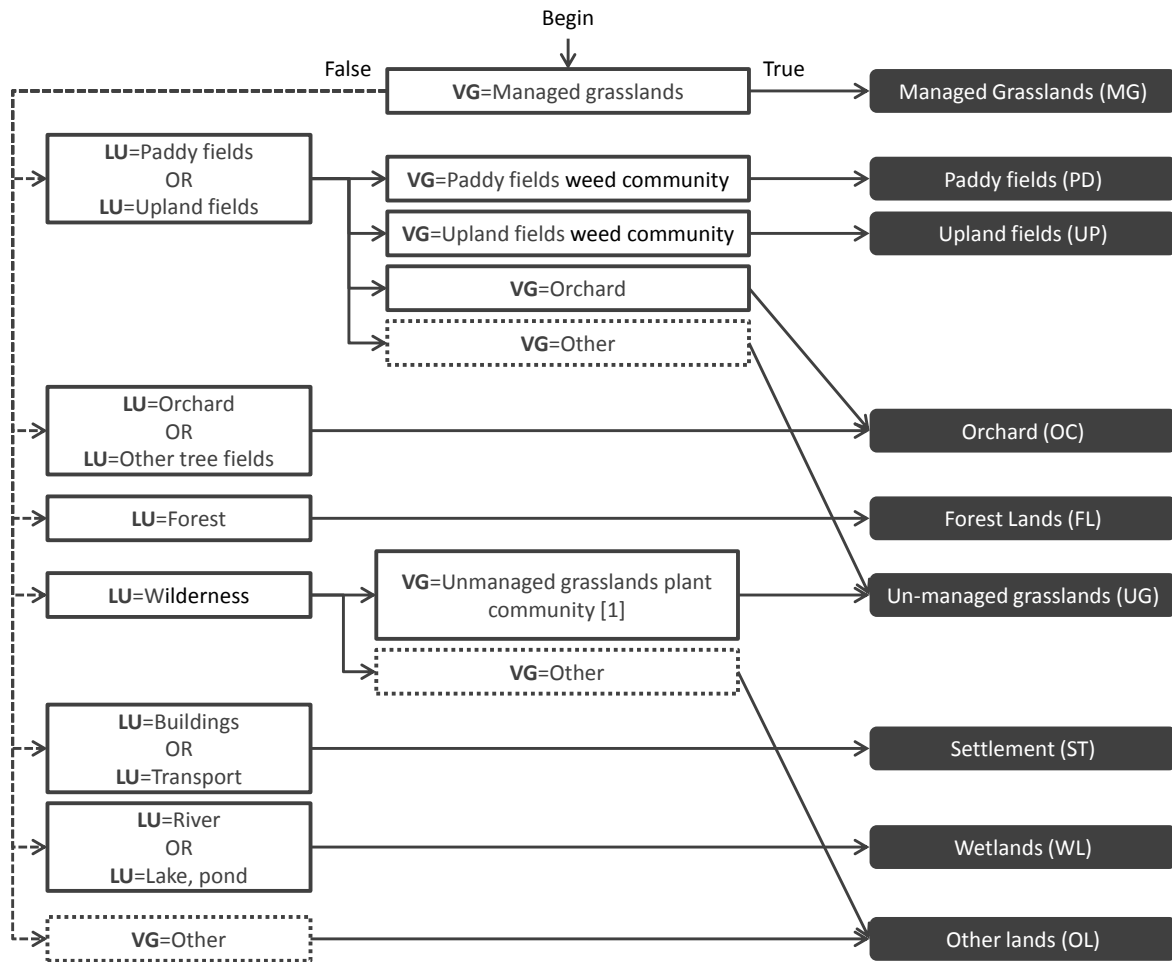 Begin
False
True
VG=Managed grasslands
Managed Grasslands (MG)
LU=Paddy fields
OR
LU=Upland fields
VG=Paddy fields weed community
Paddy fields (PD)
VG=Upland fields weed community
Upland fields (UP)
VG=Orchard
VG=Other
LU=Orchard
OR
LU=Other tree fields
Orchard (OC)
LU=Forest
Forest Lands (FL)
LU=Wilderness
VG=Unmanaged grasslands plant
community [1]
Un-managed grasslands (UG)
VG=Other
LU=Buildings
OR
LU=Transport
Settlement (ST)
LU=River
OR
LU=Lake, pond
Wetlands (WL)
VG=Other
Other lands (OL)